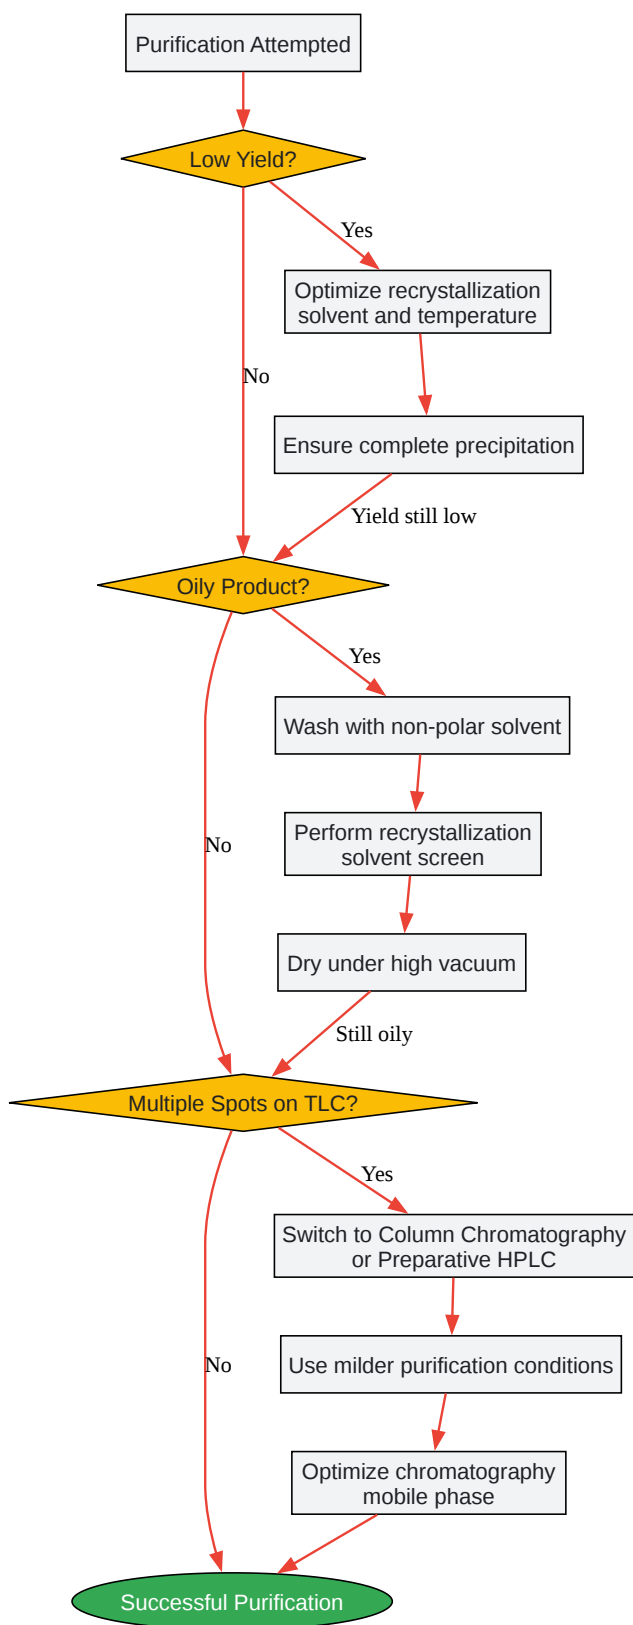 Purification Attempted
Low Yield?
Yes
Optimize recrystallization
solvent and temperature
No
Ensure complete precipitation
Yield still low
Oily Product?
Yes
Wash with non-polar solvent
Perform recrystallization
solvent screen
No
Dry under high vacuum
Still oily
Multiple Spots on TLC?
Yes
Switch to Column Chromatography
or Preparative HPLC
Use milder purification conditions
No
Optimize chromatography
mobile phase
Successful Purification